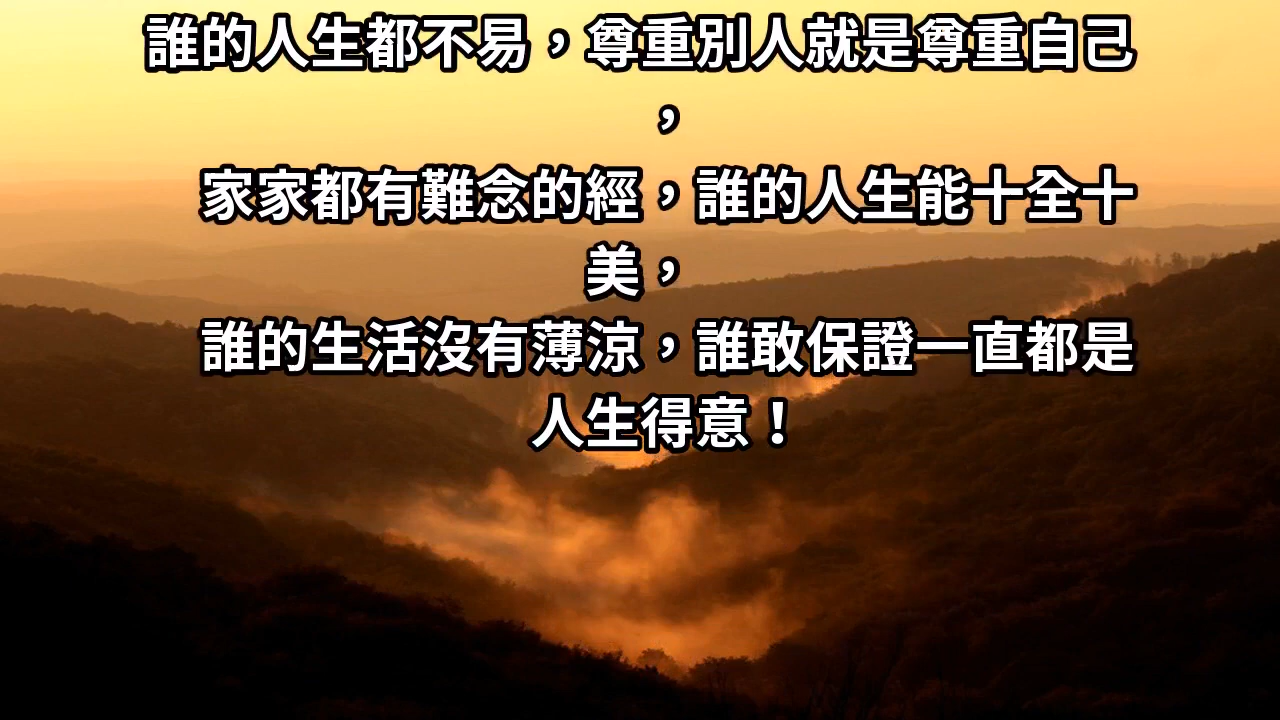 誰的人生都不易，尊重別人就是尊重自己
，
家家都有難念的經，誰的人生能十全十
美，
誰的生活沒有薄涼，誰敢保證一直都是
人生得意！